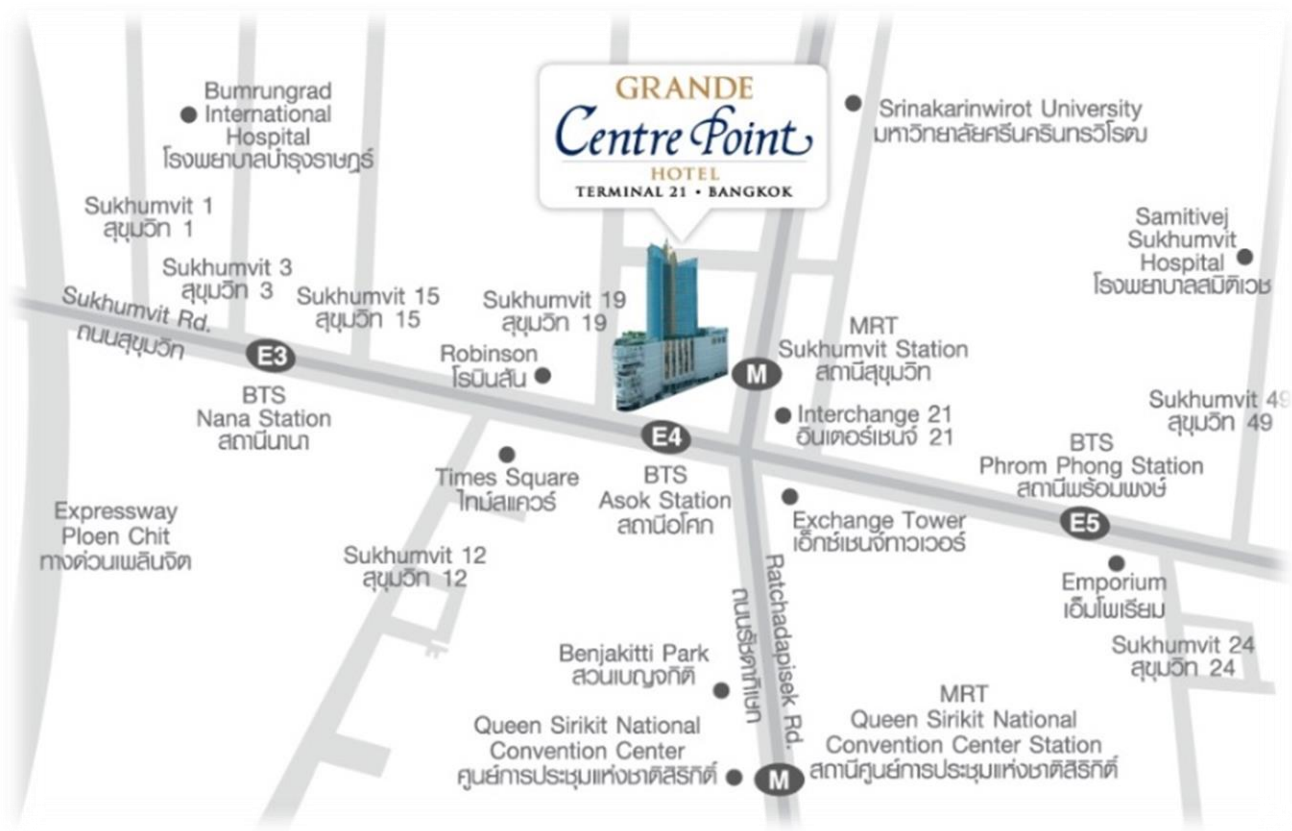 GRANDE
Centre Point
HOTEL
TERMINAL 21 • BANGKOK
Bumrungrad
International
Hospital
โรงพยาบาลบำรุงราษฎร์
Srinakarinwirot University
มหาวิทยาลัยศรีนครินทรวิโรฒ
Sukhumvit 1
สุขุมวิท 1
Samitivej
Sukhumvit
Hospital
โรงพยาบาลสมิติเวช
Sukhumvit 3
สุขุมวิท 3
Sukhumvit 15
สุขุมวิท 15
Sukhumvit 19
สุขุมวิท 19
Sukhumvit Rd.
ถนนสุขุมวิท
E3
BTS
Nana Station
สถานีนานา
Robinson
โรบินสัน
MRT
Sukhumvit Station
สถานีสุขุมวิท
M
Interchange 21
อินเตอร์เชนจ์ 21
Sukhumvit 49
สุขุมวิท 49
E4
BTS
Asok Station
สถานีอโศก
Times Square
ไทม์สแควร์
BTS
Phrom Phong Station
สถานีพร้อมพงษ์
E5
Exchange Tower
เอ็กซ์เชนจ์ทาวเวอร์
Expressway
Ploen Chit
ทางด่วนเพลินจิต
Sukhumvit 12
สุขุมวิท 12
Emporium
เอ็มโพเรียม
Sukhumvit 24
สุขุมวิท 24
Ratchadapisek Rd.
ถนนรัชดาภิเษก
Benjakitti Park
สวนเบญจกิติ
Queen Sirikit National
Convention Center
ศูนย์การประชุมแห่งชาติสิริกิติ์
M
MRT
Queen Sirikit National
Convention Center Station
สถานีศูนย์การประชุมแห่งชาติสิริกิติ์